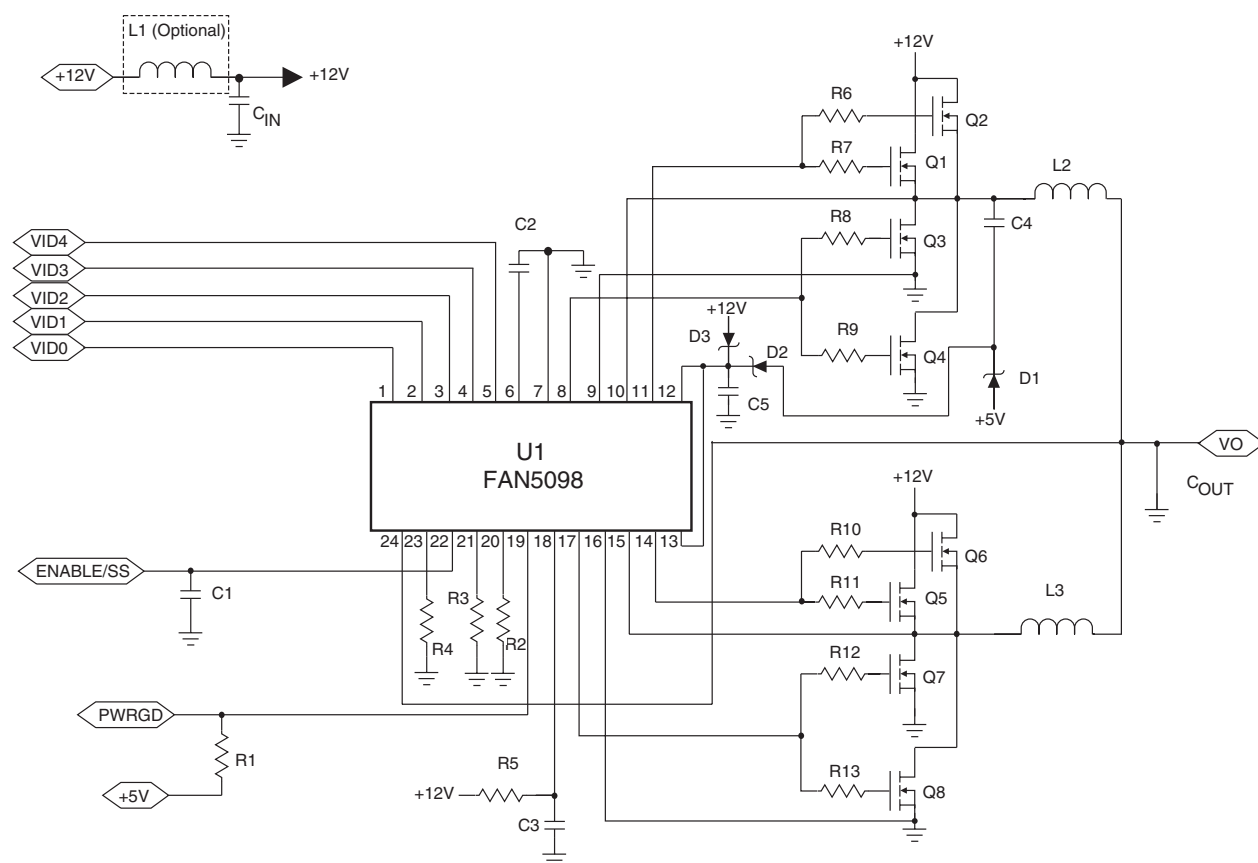 L1 (Optional)
+12V
+12V
CIN
+12V
R6
Q2
R7
Q1
L2
R8
Q3
C4
C2
VID4
VID3
VID2
VID1
VID0
+12V
D3
D2
R9
Q4
D1
C5
+5V
1 2 3 4 5 6 7 8 9 10 11 12
U1
FAN5098
VO
COUT
24 23 22 21 20 19 18 17 16 15 14 13
+12V
R10
Q6
R11
Q5
L3
ENABLE/SS
C1
R3
R4
R2
R12
Q7
PWRGD
R1
R5
R13
Q8
+5V
+12V
C3